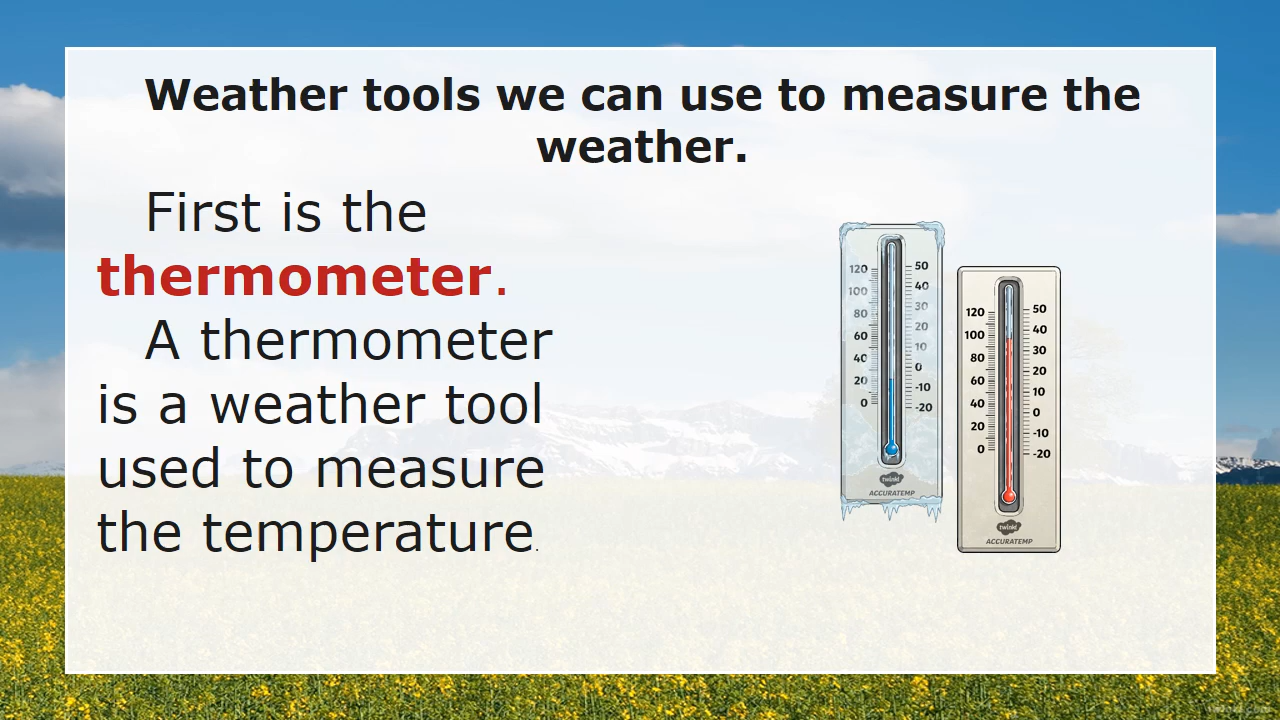 Weather tools we can use to measure the
weather.
First is the
thermometer.
A thermometer
is a weather tool
used to measure
the temperature.
120 50
100 40
80 30
60 20
40 10
20 0
0 -10
-20
twinkl
ACCURATEMP
120 50
100 40
80 30
60 20
40 10
20 0
0 -10
-20
twinkl
ACCURATEMP